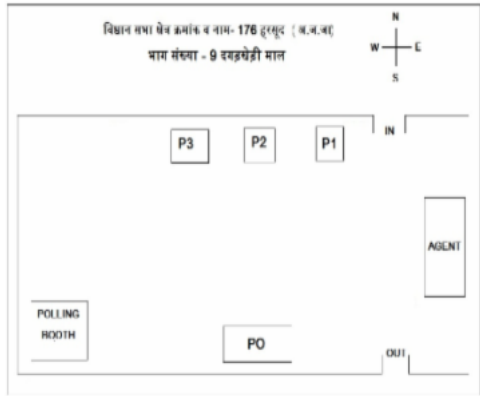 विधान सभा क्षेत्र क्रमांक व नाम- 176 हरसूद (अ.ज.जा)
भाग संख्या - 9 दगड़खेड़ी माल
N
W E
S
IN
P3 P2 P1
AGENT
POLLING
BOOTH
PO
OUT